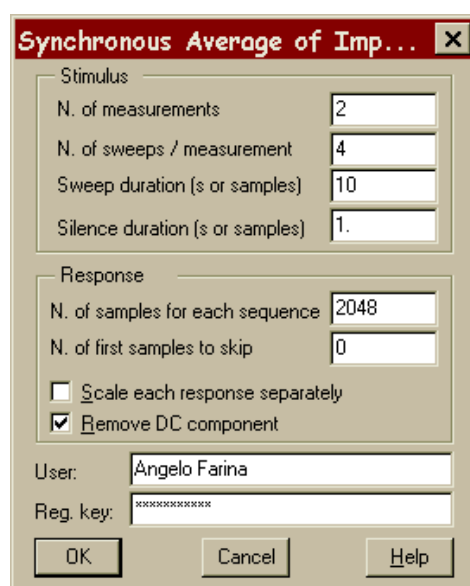 Synchronous Average of Imp...
Stimulus
N. of measurements 2
N. of sweeps / measurement 4
Sweep duration (s or samples) 10
Silence duration (s or samples) 1.
Response
N. of samples for each sequence 2048
N. of first samples to skip 0
Scale each response separately
Remove DC component
User: Angelo Farina
Reg. key: ***********
OK Cancel Help